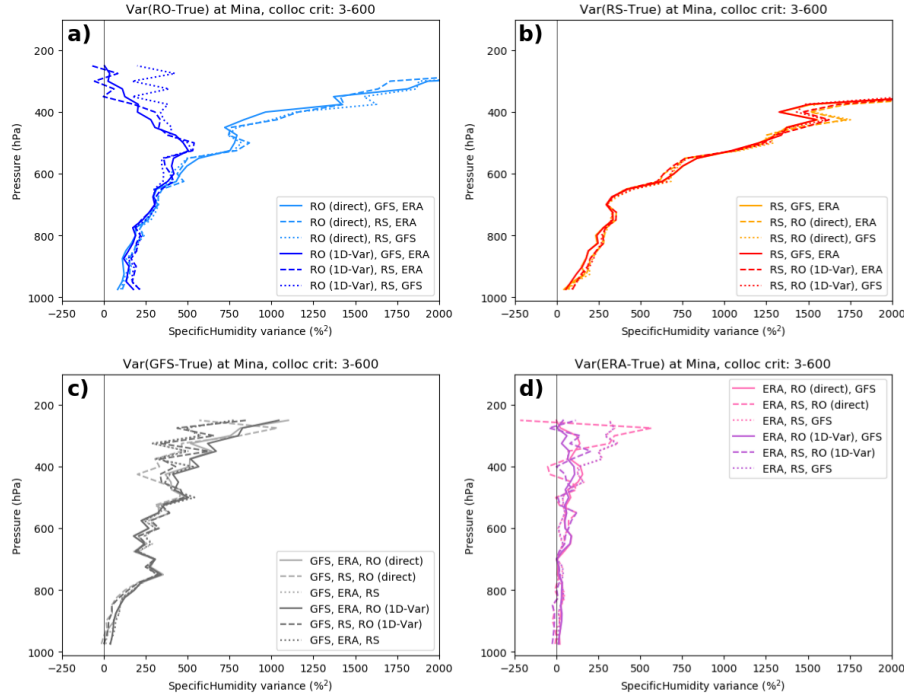 Var(RO-True) at Mina, colloc crit: 3-600
a)
200
400
600
800
1000
Pressure (hPa)
RO (direct), GFS, ERA
RO (direct), RS, ERA
RO (direct), RS, GFS
RO (1D-Var), GFS, ERA
RO (1D-Var), RS, ERA
RO (1D-Var), RS, GFS
−250 0 250 500 750 1000 1250 1500 1750 2000
SpecificHumidity variance (%²)
Var(RS-True) at Mina, colloc crit: 3-600
b)
200
400
600
800
1000
Pressure (hPa)
RS, GFS, ERA
RS, RO (direct), ERA
RS, RO (direct), GFS
RS, GFS, ERA
RS, RO (1D-Var), ERA
RS, RO (1D-Var), GFS
−250 0 250 500 750 1000 1250 1500 1750 2000
SpecificHumidity variance (%²)
Var(GFS-True) at Mina, colloc crit: 3-600
c)
200
400
600
800
1000
Pressure (hPa)
GFS, ERA, RO (direct)
GFS, RS, RO (direct)
GFS, ERA, RS
GFS, ERA, RO (1D-Var)
GFS, RS, RO (1D-Var)
GFS, ERA, RS
−250 0 250 500 750 1000 1250 1500 1750 2000
SpecificHumidity variance (%²)
Var(ERA-True) at Mina, colloc crit: 3-600
d)
200
400
600
800
1000
Pressure (hPa)
ERA, RO (direct), GFS
ERA, RS, RO (direct)
ERA, RS, GFS
ERA, RO (1D-Var), GFS
ERA, RS, RO (1D-Var)
ERA, RS, GFS
−250 0 250 500 750 1000 1250 1500 1750 2000
SpecificHumidity variance (%²)